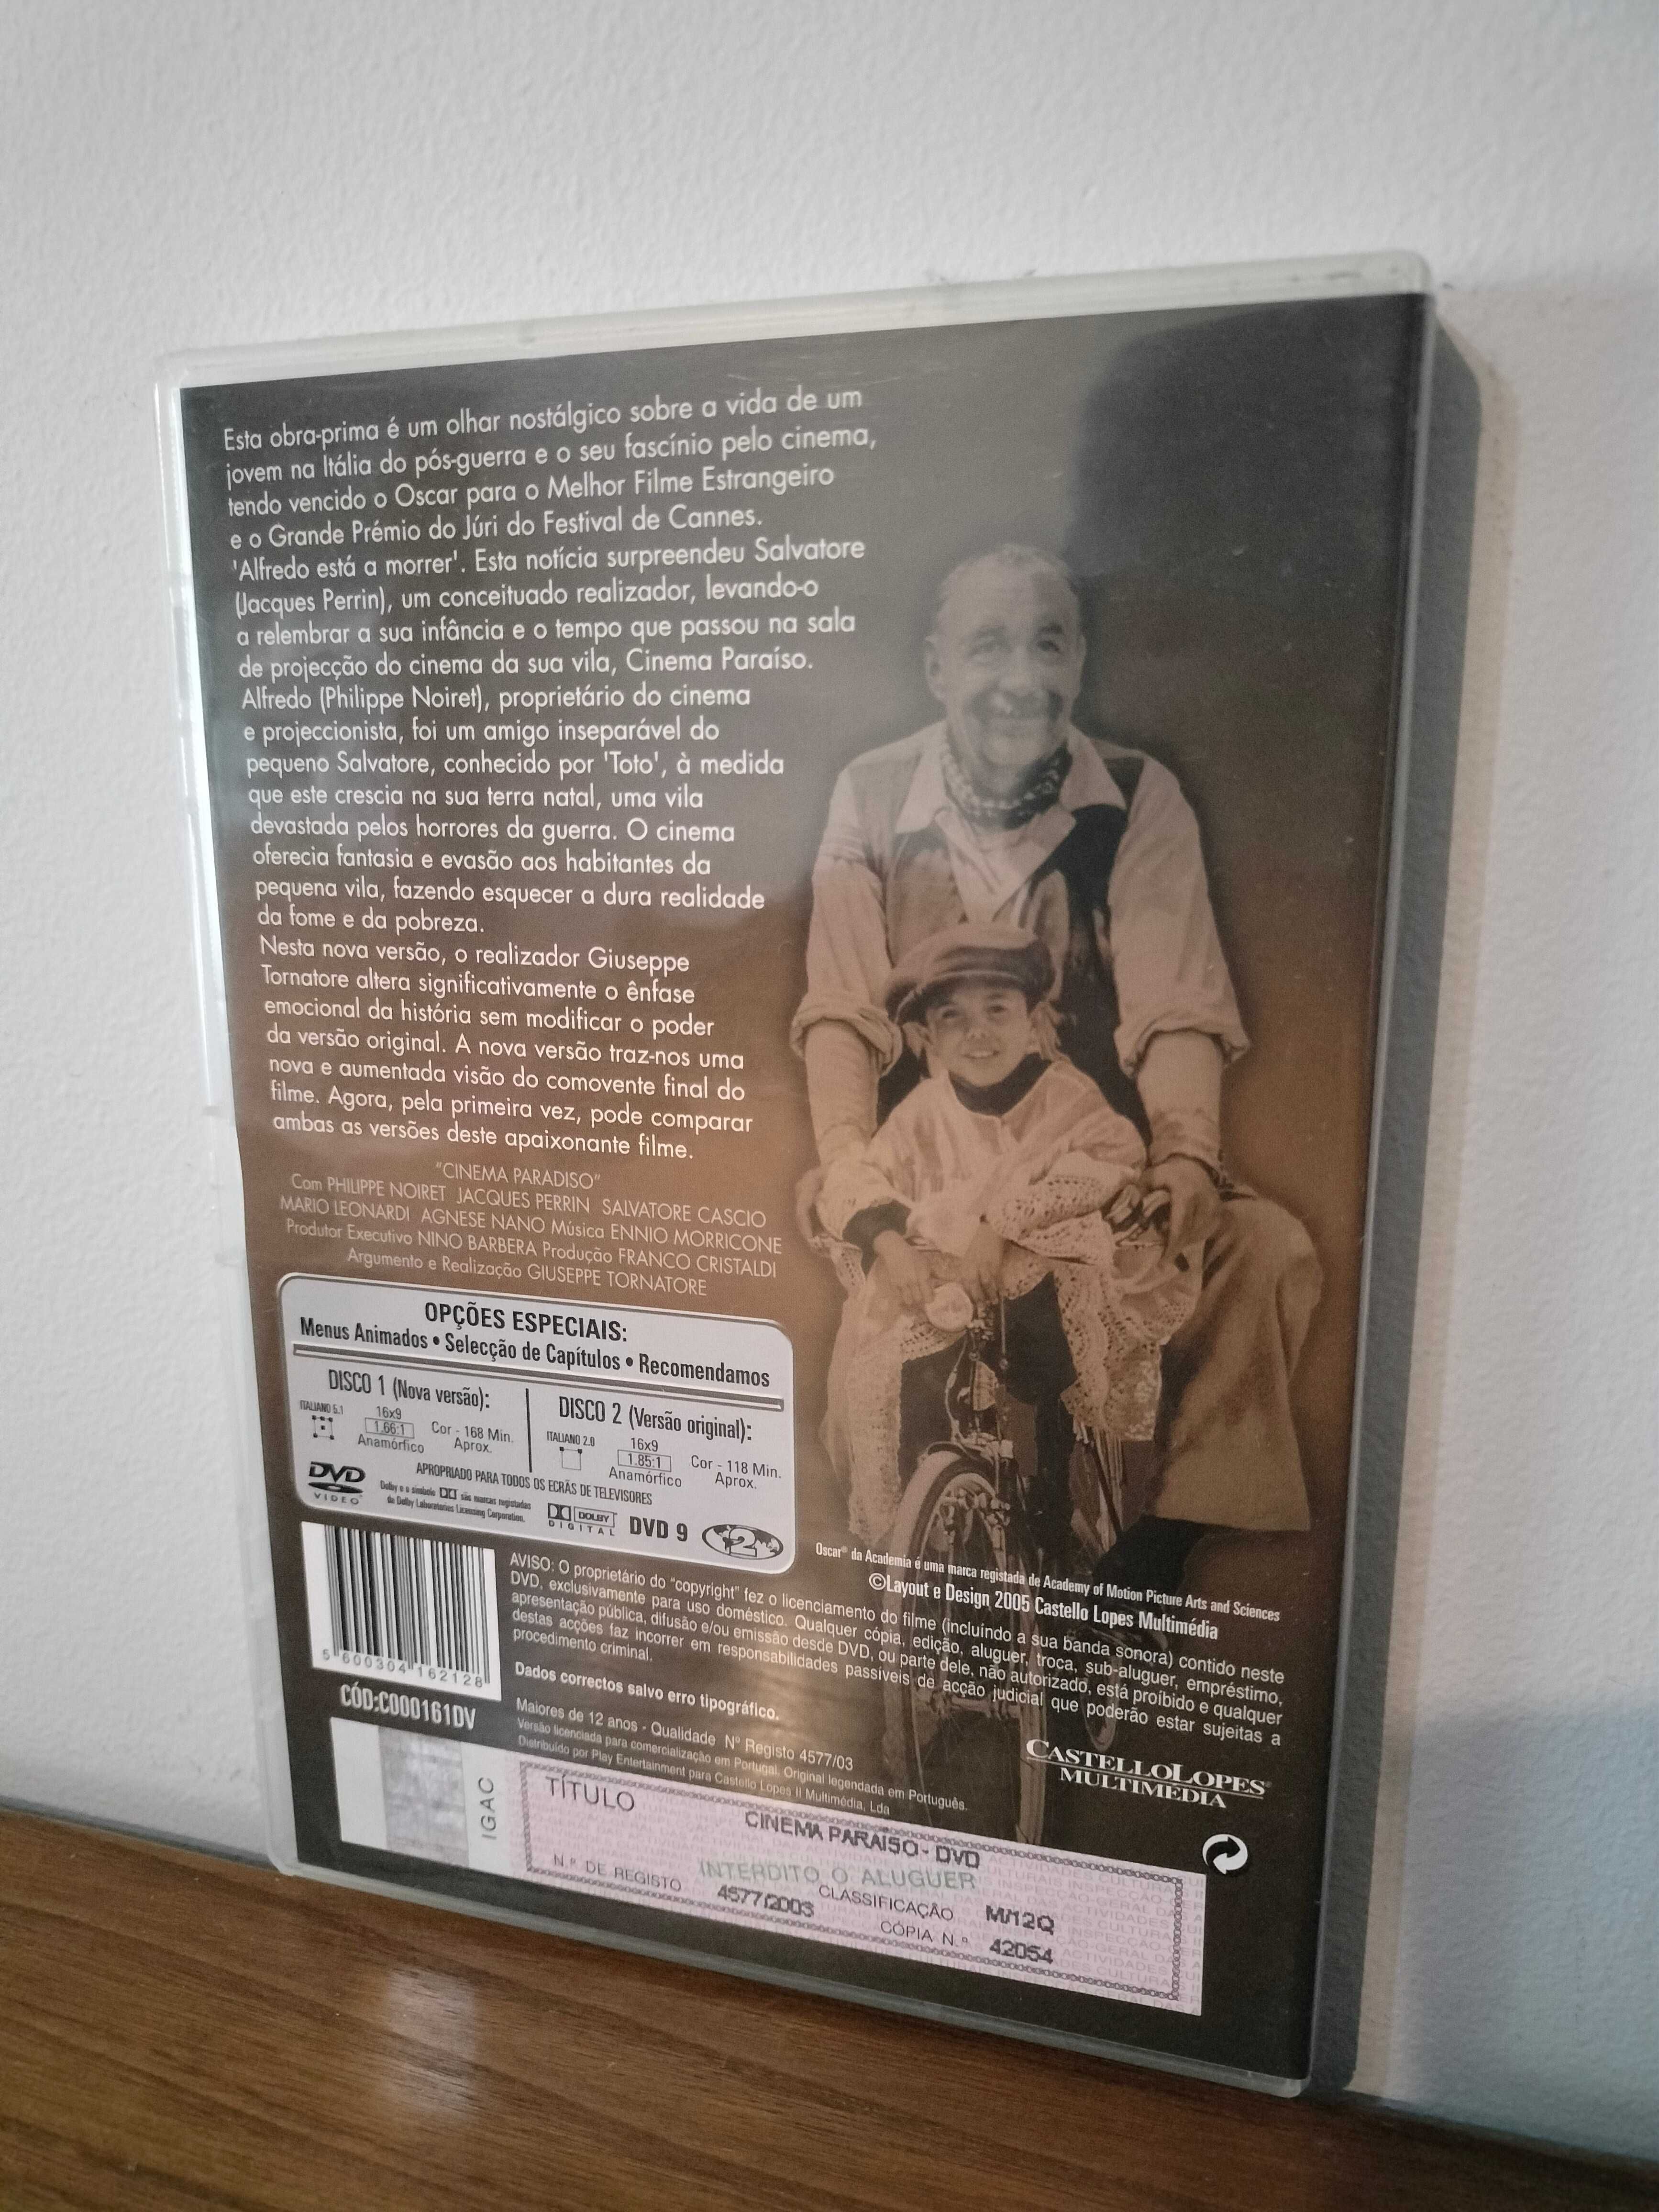 Esta obra-prima é um olhar nostálgico sobre a vida de um
jovem na Itália do pós-guerra e o seu fascínio pelo cinema,
tendo vencido o Oscar para o Melhor Filme Estrangeiro
e o Grande Prémio do Júri do Festival de Cannes.
'Alfredo está a morrer'. Esta notícia surpreendeu Salvatore
(Jacques Perrin), um conceituado realizador, levando-o
a relembrar a sua infância e o tempo que passou na sala
de projecção do cinema da sua vila, Cinema Paraíso.
Alfredo (Philippe Noiret), proprietário do cinema
e projeccionista, foi um amigo inseparável do
pequeno Salvatore, conhecido por 'Toto', à medida
que este crescia na sua terra natal, uma vila
devastada pelos horrores da guerra. O cinema
oferecia fantasia e evasão aos habitantes da
pequena vila, fazendo esquecer a dura realidade
da fome e da pobreza.
Nesta nova versão, o realizador Giuseppe
Tornatore altera significativamente o ênfase
emocional da história sem modificar o poder
da versão original. A nova versão traz-nos uma
nova e aumentada visão do comovente final do
filme. Agora, pela primeira vez, pode comparar
ambas as versões deste apaixonante filme.
"CINEMA PARADISO"
Com PHILIPPE NOIRET JACQUES PERRIN SALVATORE CASCIO
MARIO LEONARDI AGNESE NANO Música ENNIO MORRICONE
Produtor Executivo NINO BARBERA Produção FRANCO CRISTALDI
Argumento e Realização GIUSEPPE TORNATORE
OPÇÕES ESPECIAIS:
Menus Animados • Selecção de Capítulos • Recomendamos
DISCO 1 (Nova versão):
ITALIANO 5.1
16x9
1.66:1
Anamórfico
Cor - 168 Min.
Aprox.
DISCO 2 (Versão original):
ITALIANO 2.0
16x9
1.85:1
Anamórfico
Cor - 118 Min.
Aprox.
APROPRIADO PARA TODOS OS ECRÃS DE TELEVISORES
DVD
VIDEO
Dolby e o símbolo são marcas registadas
da Dolby Laboratories Licensing Corporation.
DOLBY
DIGITAL
DVD 9
2
Oscar® da Academia é uma marca registada de Academy of Motion Picture Arts and Sciences
©Layout e Design 2005 Castello Lopes Multimédia
AVISO: O proprietário do "copyright" fez o licenciamento do filme (incluíndo a sua banda sonora) contido neste
DVD, exclusivamente para uso doméstico. Qualquer cópia, edição, aluguer, troca, sub-aluguer, empréstimo,
apresentação pública, difusão e/ou emissão desde DVD, ou parte dele, não autorizado, está proíbido e qualquer
destas acções faz incorrer em responsabilidades passíveis de acção judicial que poderão estar sujeitas a
procedimento criminal.
Dados correctos salvo erro tipográfico.
Maiores de 12 anos - Qualidade Nº Registo 4577/03
Versão licenciada para comercialização em Portugal. Original legendada em Português.
Distribuído por Play Entertainment para Castello Lopes II Multimédia, Lda
5 600304 162128
CÓD:C000161DV
CASTELLO LOPES®
MULTIMÉDIA
IGAC
TÍTULO
CINEMA PARAISO - DVD
INTERDITO O ALUGUER
N.º DE REGISTO
4577/2003
CLASSIFICAÇÃO
M/12Q
CÓPIA N.º
42054